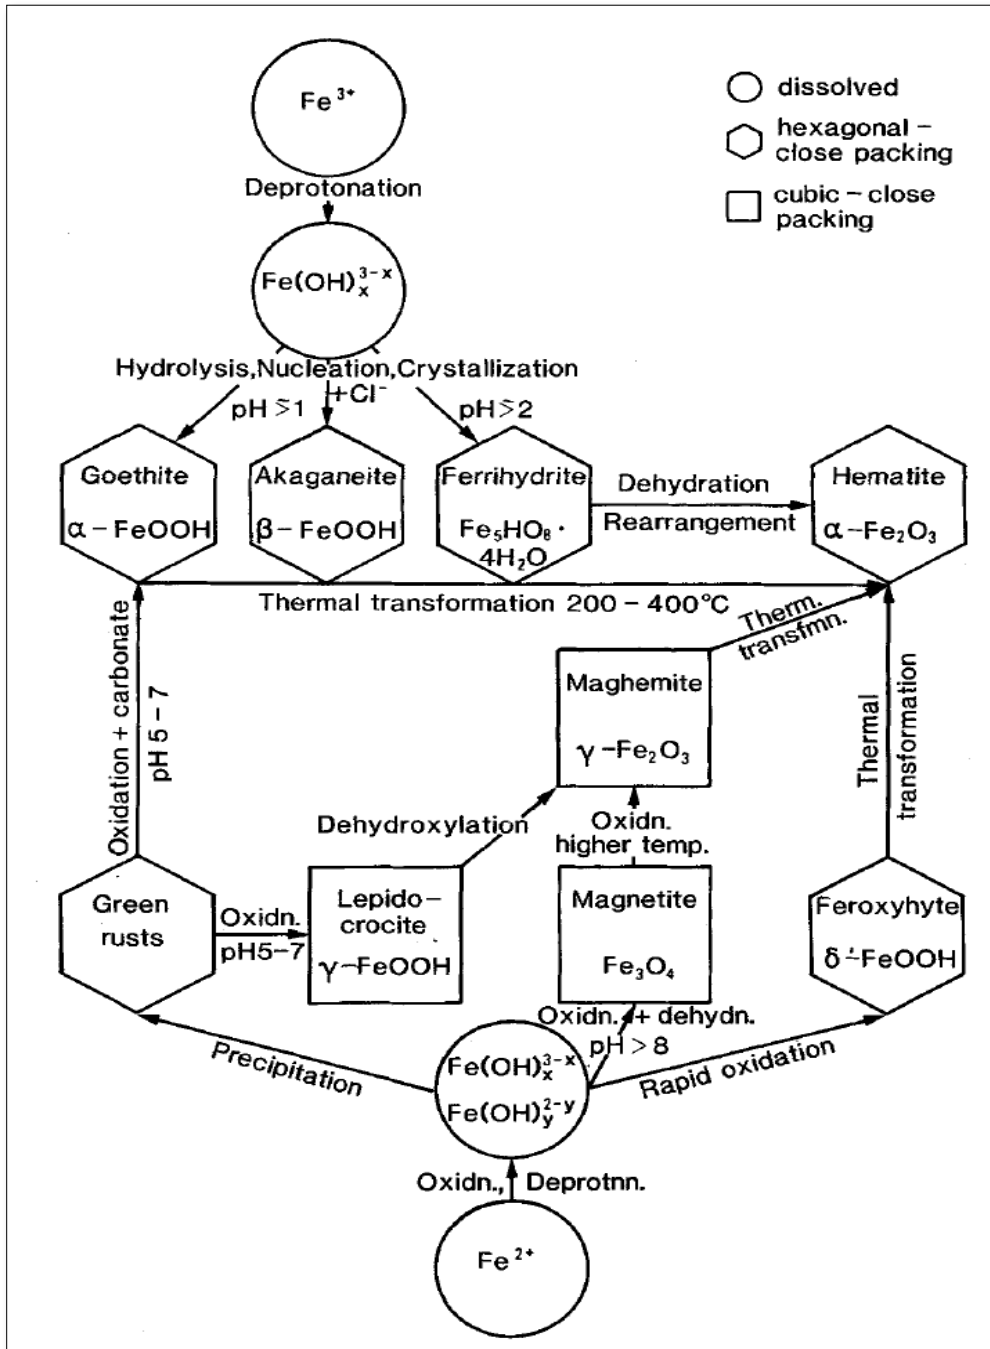 Fe³⁺
dissolved
hexagonal –
close packing
cubic – close
packing
Deprotonation
Fe(OH)ₓ³⁻ˣ
Hydrolysis,Nucleation,Crystallization
+Cl⁻
pH ≳1
pH ≳2
Goethite
α – FeOOH
Akaganeite
β – FeOOH
Ferrihydrite
Fe₅HO₈ ·
4H₂O
Dehydration
Rearrangement
Hematite
α – Fe₂O₃
Thermal transformation 200 – 400°C
Therm.
transfmn.
Oxidation + carbonate
pH 5 – 7
Maghemite
γ –Fe₂O₃
Thermal
transformation
Dehydroxylation
Oxidn.
higher temp.
Green
rusts
Oxidn.
pH5–7
Lepido –
crocite
γ–FeOOH
Magnetite
Fe₃O₄
Feroxyhyte
δ'–FeOOH
Oxidn. + dehydn.
pH > 8
Precipitation
Fe(OH)ₓ³⁻ˣ
Fe(OH)ᵧ²⁻ʸ
Rapid oxidation
Oxidn., Deprotnn.
Fe²⁺